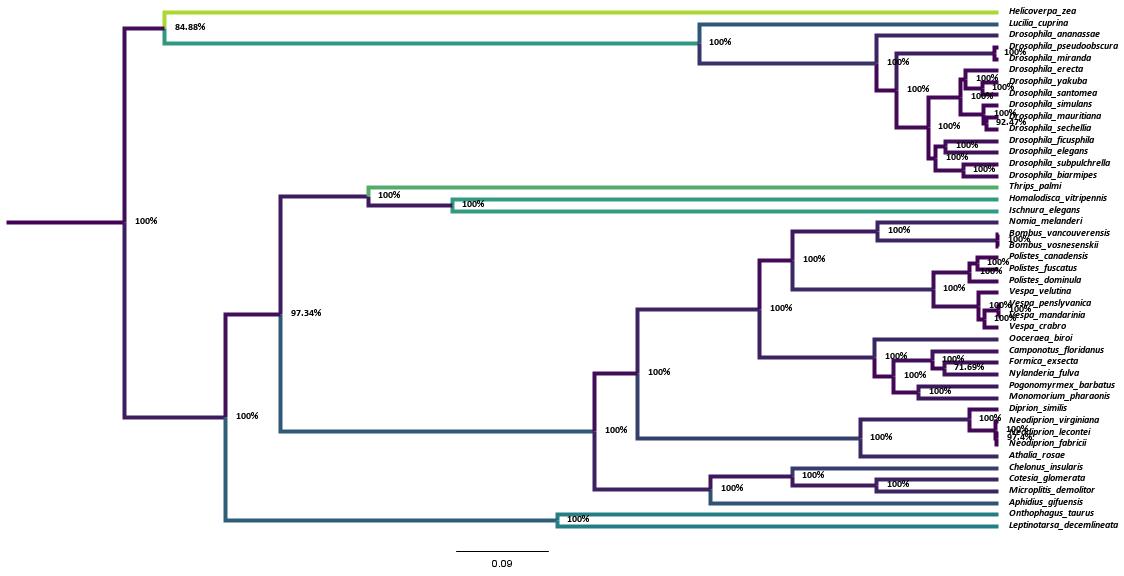 Helicoverpa_zea
84.88%
Lucilia_cuprina
100%
Drosophila_ananassae
Drosophila_pseudoobscura
100%
Drosophila_miranda
100%
Drosophila_erecta
100%
Drosophila_yakuba
100%
100%
Drosophila_santomea
100%
Drosophila_simulans
100%
Drosophila_mauritiana
92.47%
100%
Drosophila_sechellia
Drosophila_ficusphila
100%
Drosophila_elegans
100%
Drosophila_subpulchrella
100%
Drosophila_biarmipes
Thrips_palmi
100%
Homalodisca_vitripennis
100%
Ischnura_elegans
100%
Nomia_melanderi
100%
Bombus_vancouverensis
100%
Bombus_vosnesenskii
Polistes_canadensis
100%
100%
Polistes_fuscatus
100%
Polistes_dominula
100%
Vespa_velutina
Vespa_penslyvanica
100%
100%
100%
100%
97.34%
Vespa_mandarinia
Vespa_crabro
Ooceraea_biroi
Camponotus_floridanus
100%
100%
Formica_exsecta
71.69%
100%
Nylanderia_fulva
100%
Pogonomyrmex_barbatus
100%
Monomorium_pharaonis
Diprion_similis
100%
100%
Neodiprion_virginiana
100%
100%
Neodiprion_lecontei
100%
Neodiprion_fabricii
Athalia_rosae
Chelonus_insularis
100%
Cotesia_glomerata
100%
100%
Microplitis_demolitor
Aphidius_gifuensis
Onthophagus_taurus
100%
Leptinotarsa_decemlineata
0.09